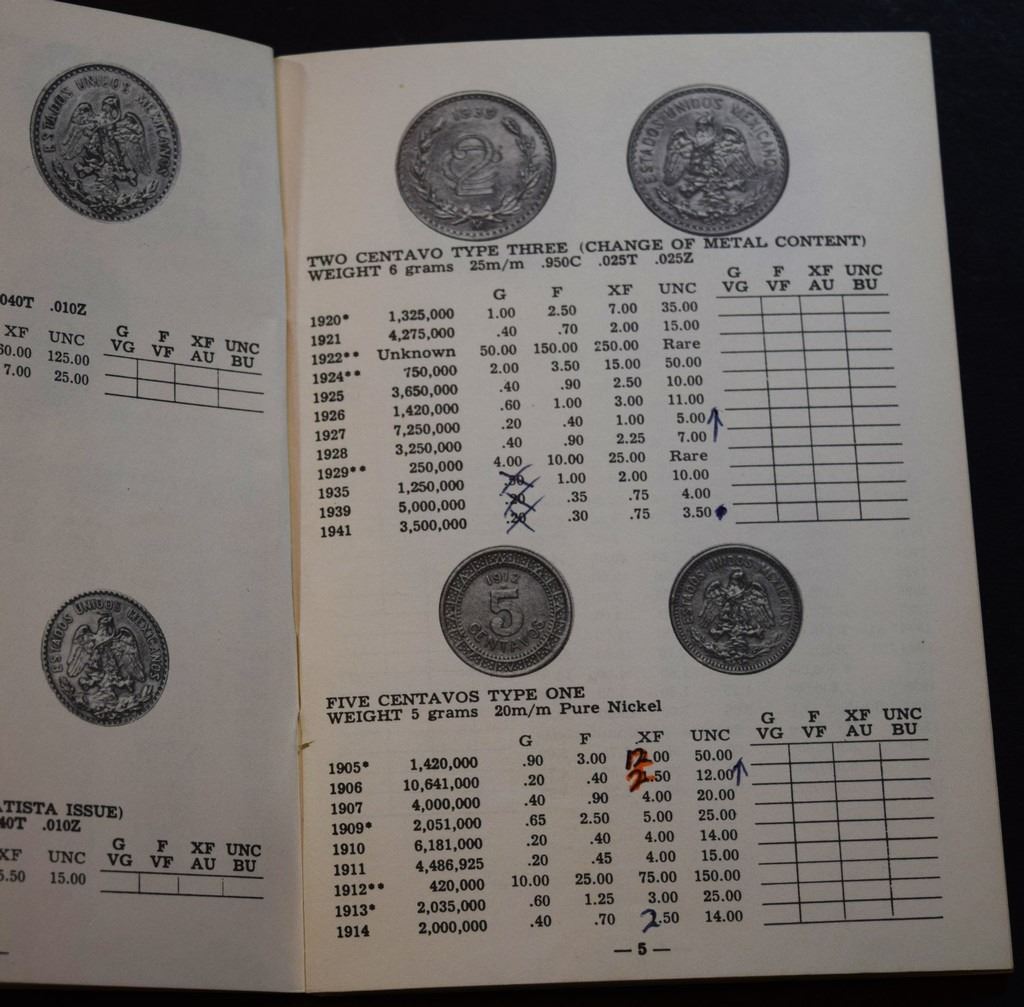 ESTADOS UNIDOS MEXICANOS
040T .010Z
XF UNC G VG F VF XF AU UNC BU
60.00 125.00
7.00 25.00
ESTADOS UNIDOS MEXICANOS
ATISTA ISSUE)
40T .010Z
XF UNC G VG F VF XF AU UNC BU
5.50 15.00
1939
2
ESTADOS UNIDOS MEXICANOS
TWO CENTAVO TYPE THREE (CHANGE OF METAL CONTENT)
WEIGHT 6 grams 25m/m .950C .025T .025Z
G F XF UNC G VG F VF XF AU UNC BU
1920* 1,325,000 1.00 2.50 7.00 35.00
1921 4,275,000 .40 .70 2.00 15.00
1922** Unknown 50.00 150.00 250.00 Rare
1924** 750,000 2.00 3.50 15.00 50.00
1925 3,650,000 .40 .90 2.50 10.00
1926 1,420,000 .60 1.00 3.00 11.00
1927 7,250,000 .20 .40 1.00 5.00
1928 3,250,000 .40 .90 2.25 7.00
1929** 250,000 4.00 10.00 25.00 Rare
1935 1,250,000 1.00 2.00 10.00
1939 5,000,000 .20 .35 .75 4.00
1941 3,500,000 .20 .30 .75 3.50
1912
5
CENTAVOS
ESTADOS UNIDOS MEXICANOS
FIVE CENTAVOS TYPE ONE
WEIGHT 5 grams 20m/m Pure Nickel
G F XF UNC G VG F VF XF AU UNC BU
1905* 1,420,000 .90 3.00 12.00 50.00
1906 10,641,000 .20 .40 2.50 12.00
1907 4,000,000 .40 .90 4.00 20.00
1909* 2,051,000 .65 2.50 5.00 25.00
1910 6,181,000 .20 .40 4.00 14.00
1911 4,486,925 .20 .45 4.00 15.00
1912** 420,000 10.00 25.00 75.00 150.00
1913* 2,035,000 .60 1.25 3.00 25.00
1914 2,000,000 .40 .70 2.50 14.00
— 5 —